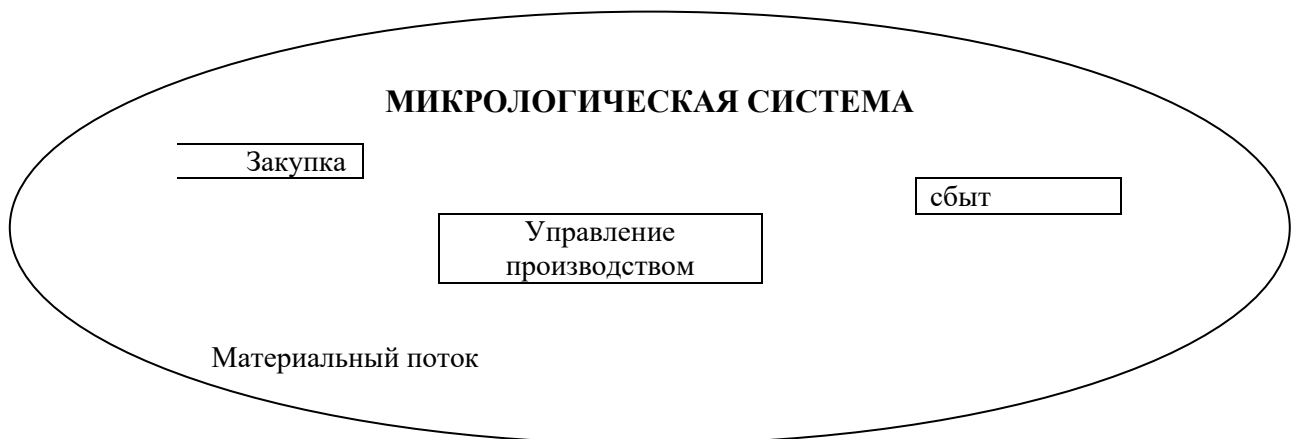 МИКРОЛОГИЧЕСКАЯ СИСТЕМА
Закупка
сбыт
Управление
производством
Материальный поток